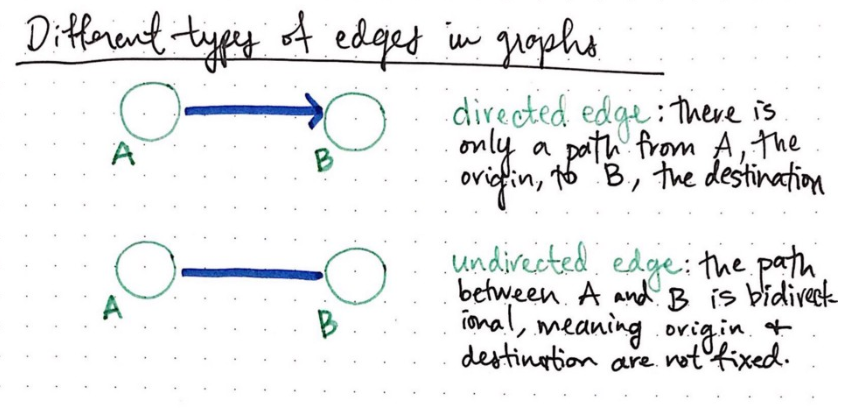 Different types of edges in graphs
A
B
directed edge: there is
only a path from A, the
origin, to B, the destination
A
B
undirected edge: the path
between A and B is bidirect-
ional, meaning origin +
destination are not fixed.